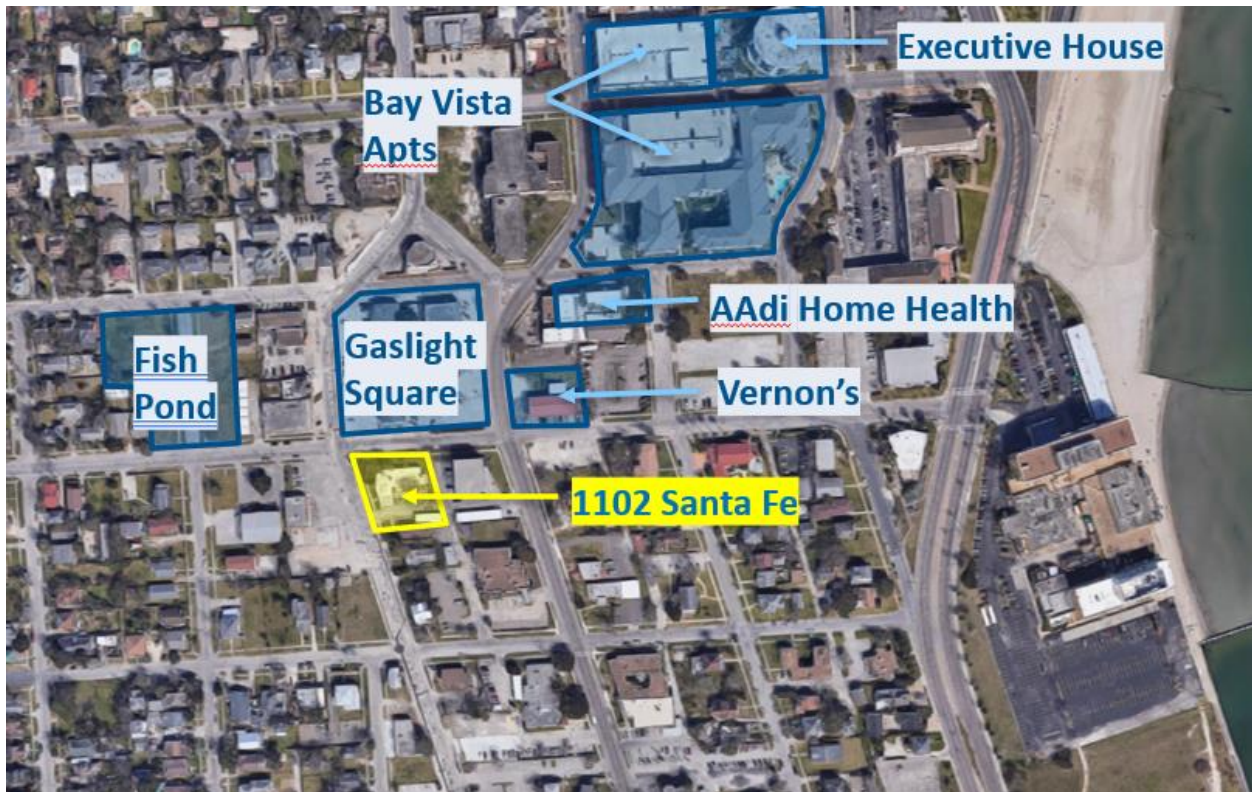 Executive House
Bay Vista
Apts
AAdi Home Health
Gaslight
Square
Fish
Pond
Vernon's
1102 Santa Fe